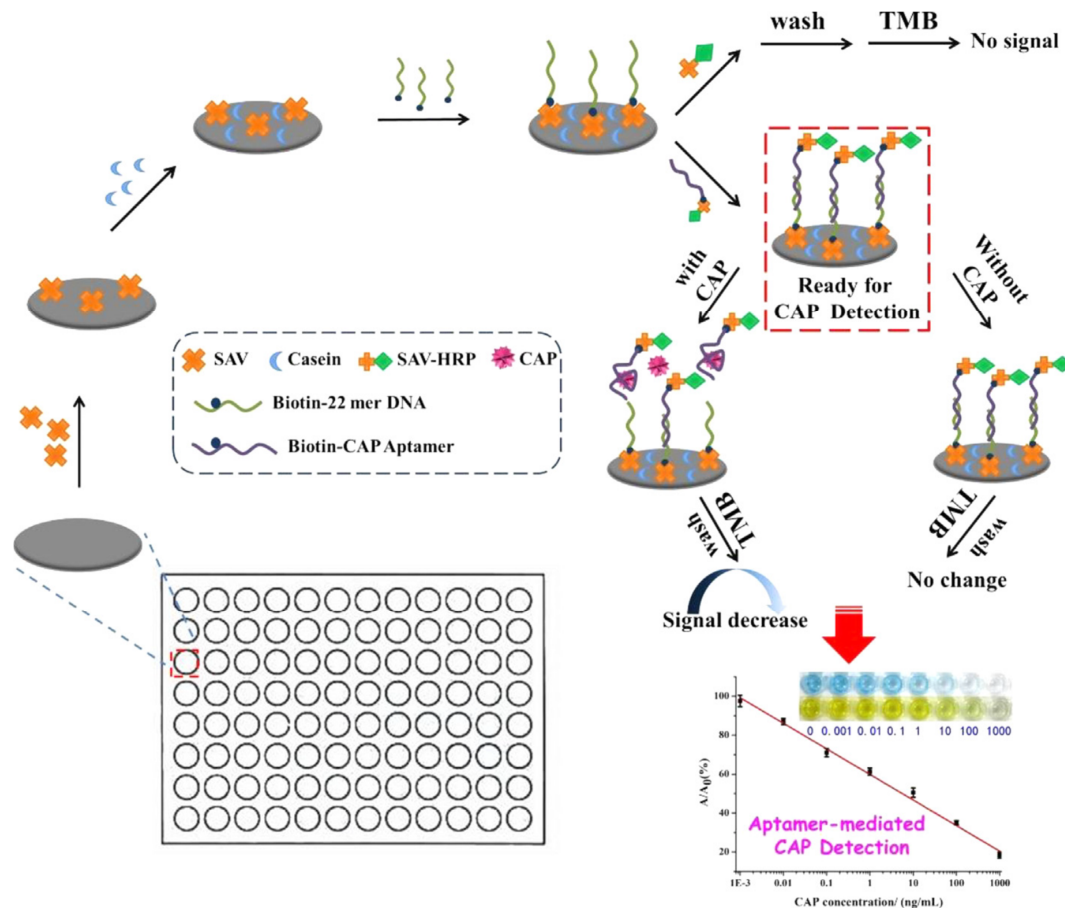 wash
TMB
No signal
with
CAP
Ready for
CAP Detection
Without
CAP
SAV
Casein
SAV-HRP
CAP
Biotin-22 mer DNA
Biotin-CAP Aptamer
wash
TMB
TMB
wash
Signal decrease
No change
0 0.001 0.01 0.1 1 10 100 1000
A/A0(%)
100
80
60
40
20
Aptamer-mediated
CAP Detection
1E-3 0.01 0.1 1 10 100 1000
CAP concentration/ (ng/mL)